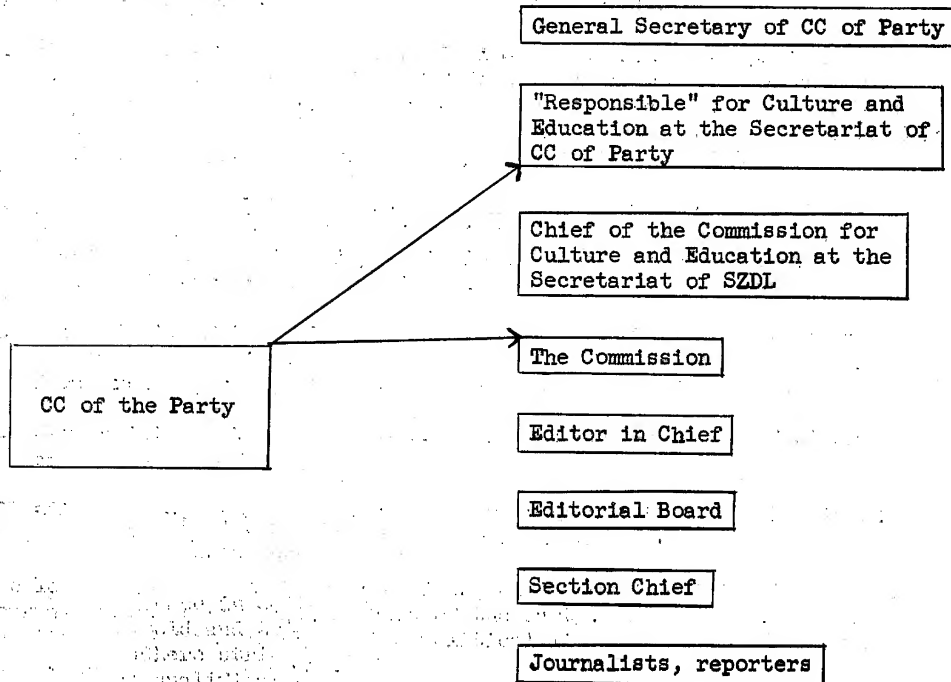 General Secretary of CC of Party
"Responsible" for Culture and
Education at the Secretariat of
CC of Party
Chief of the Commission for
Culture and Education at the
Secretariat of SZDL
The Commission
CC of the Party
Editor in Chief
Editorial Board
Section Chief
Journalists, reporters